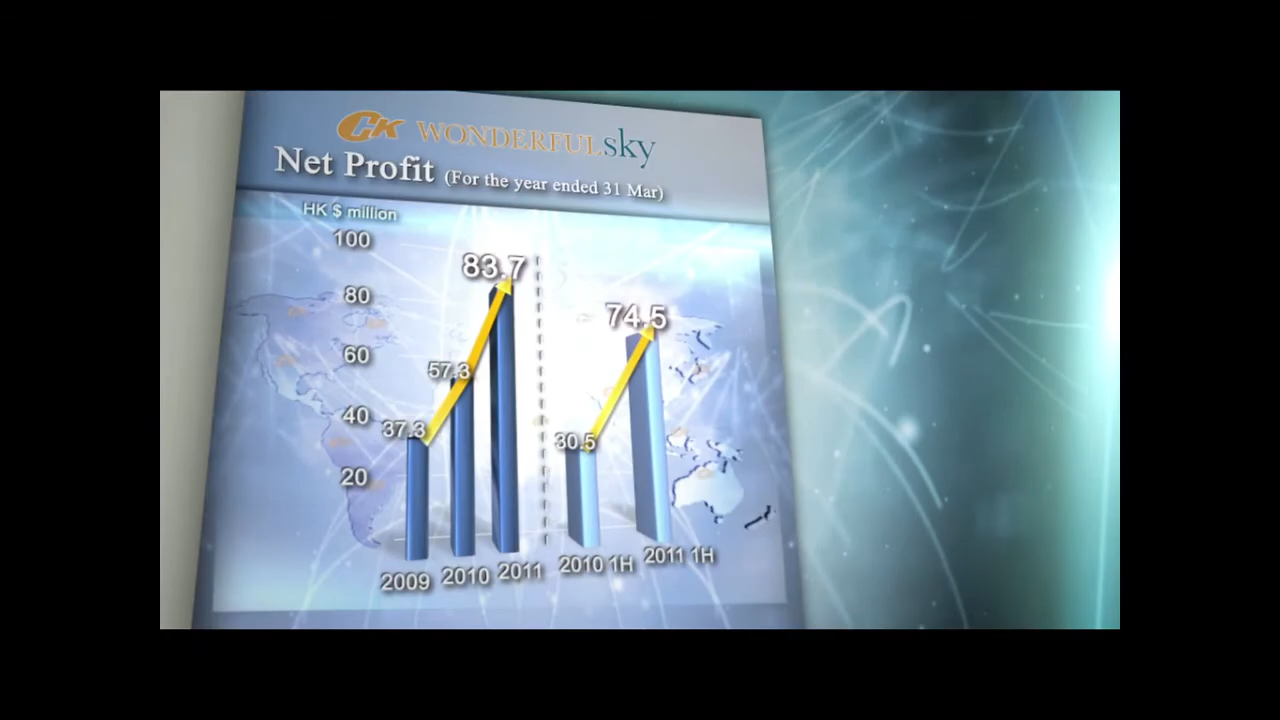 CK WONDERFULsky
Net Profit (For the year ended 31 Mar)
HK $ million
100
80
60
40
20
83.7
57.3
37.3
74.5
30.5
2009 2010 2011 2010 1H 2011 1H